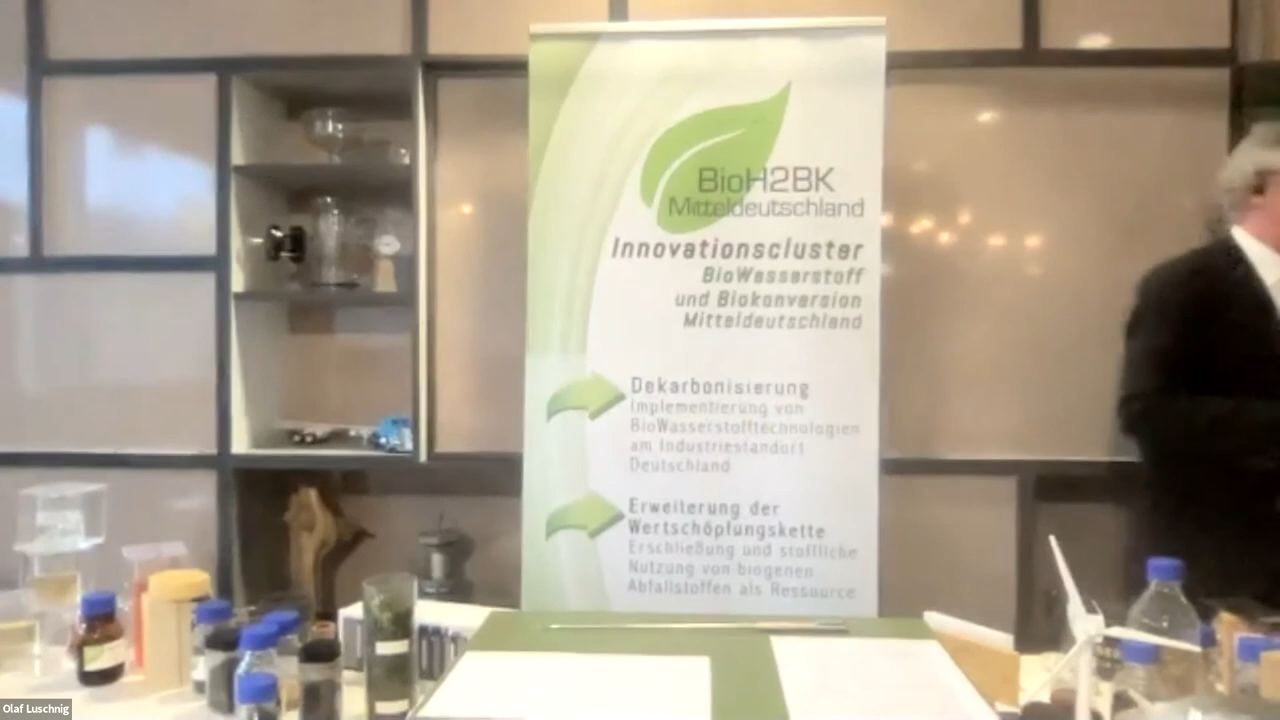 BioH2BK
Mitteldeutschland
Innovationscluster
BioWasserstoff
und Biokonversion
Mitteldeutschland
Dekarbonisierung
Implementierung von
BioWasserstofftechnologien
am Industriestandort
Deutschland
Erweiterung der
Wertschöpfungskette
Erschließung und stoffliche
Nutzung von biogenen
Abfallstoffen als Ressource
Olaf Luschnig